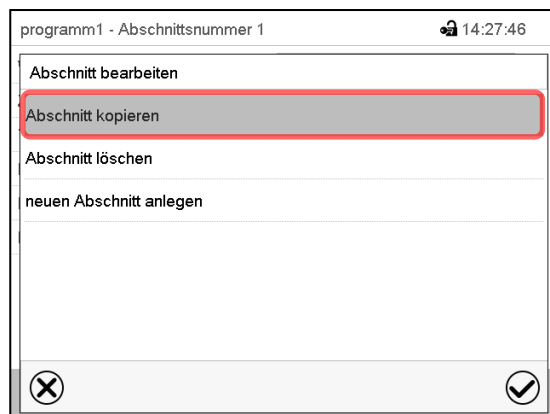 programm1 - Abschnittsnummer 1 14:27:46
Abschnitt bearbeiten
Abschnitt kopieren
Abschnitt löschen
neuen Abschnitt anlegen